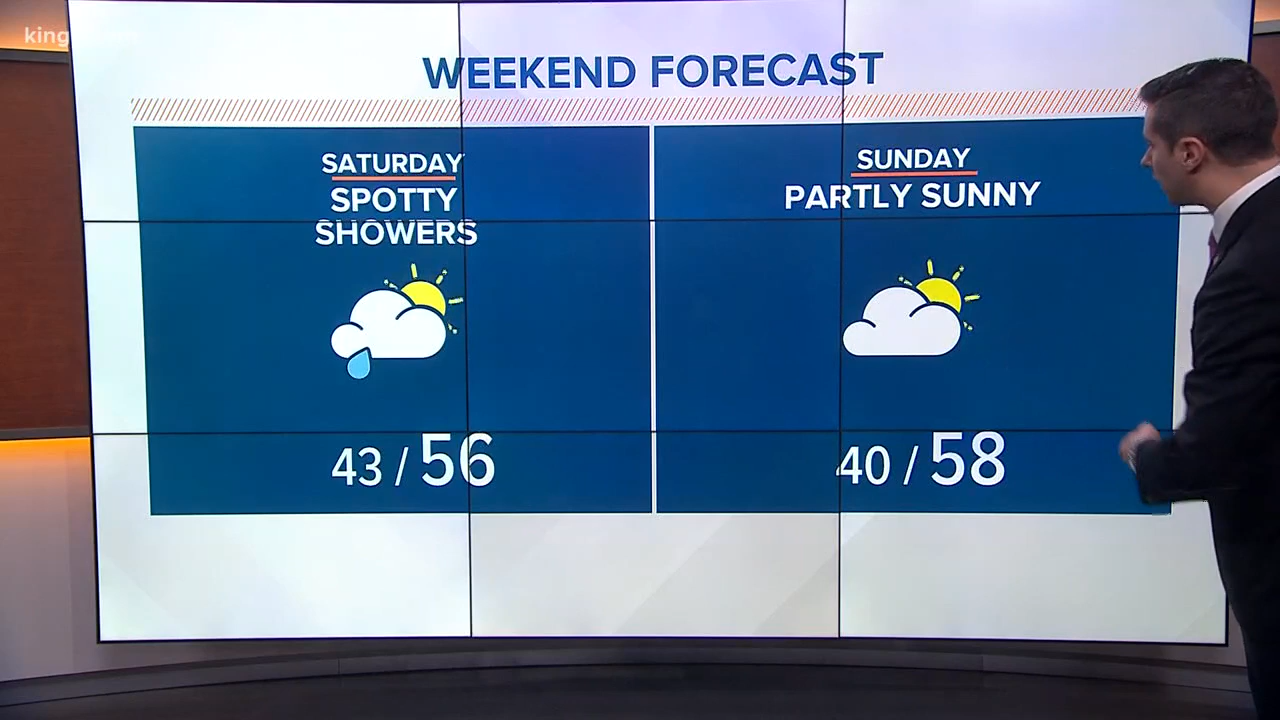 WEEKEND FORECAST
SATURDAY
SPOTTY
SHOWERS
43 / 56
SUNDAY
PARTLY SUNNY
40 / 58